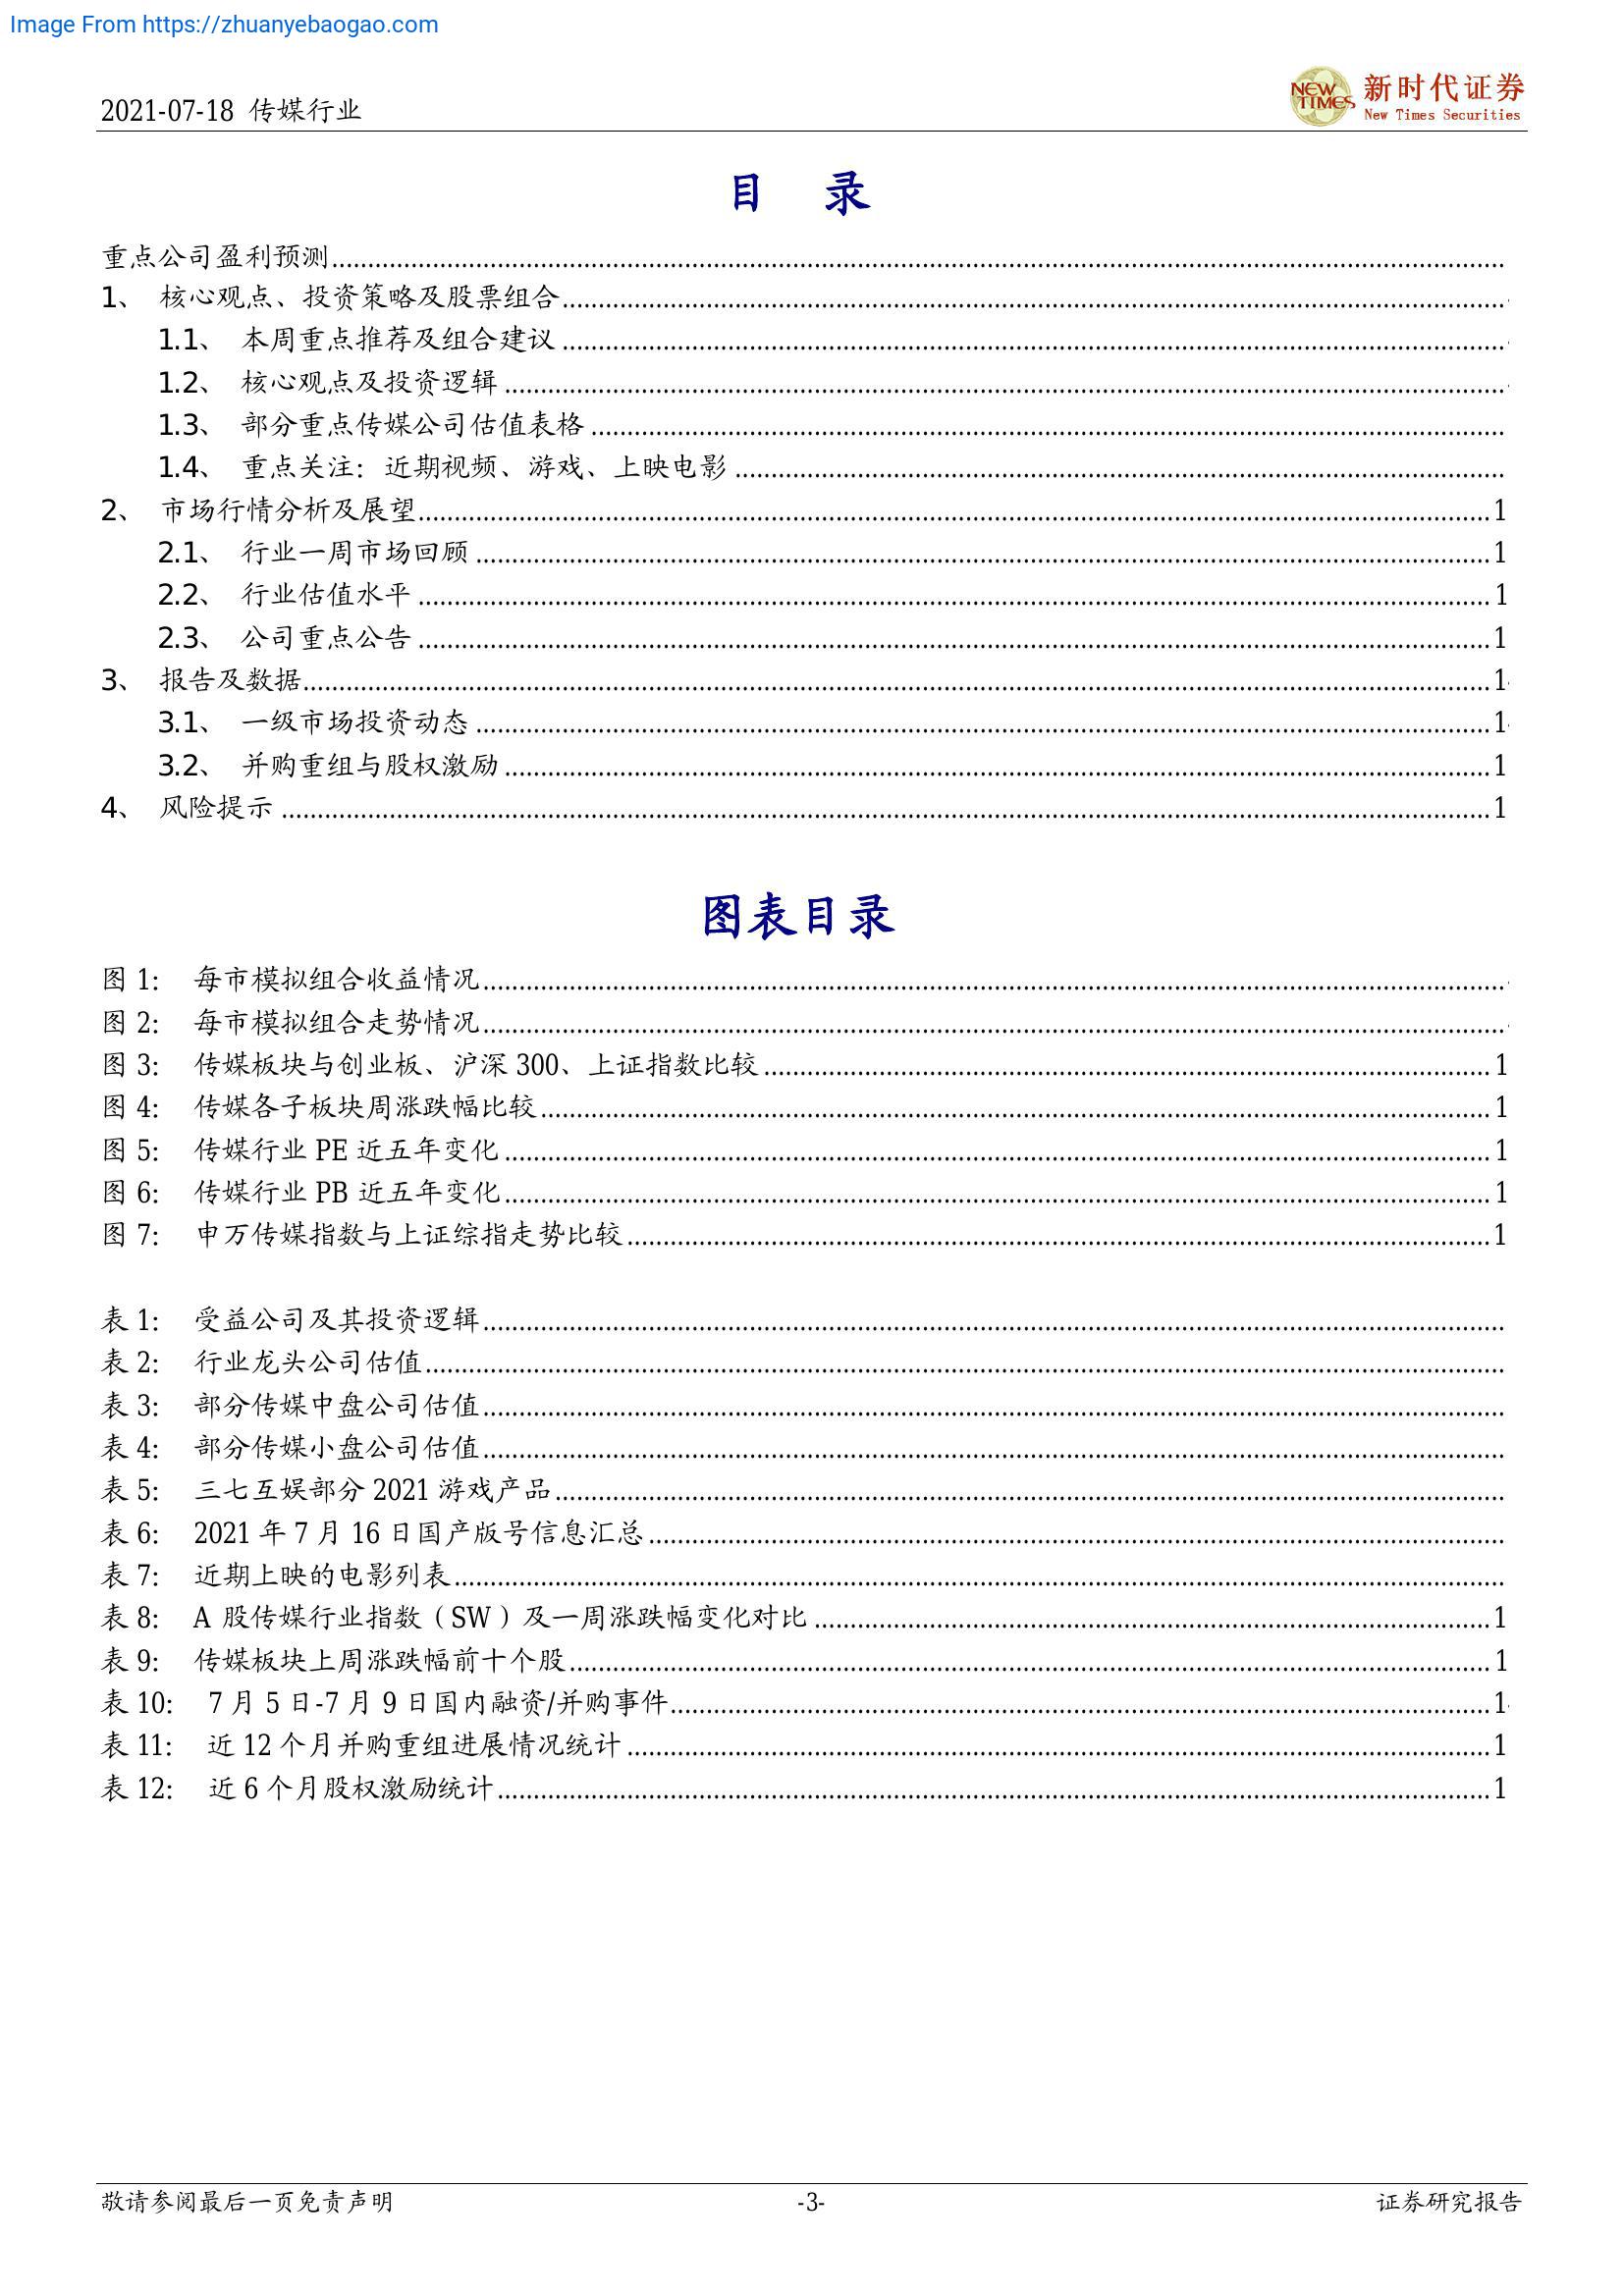 Image From https://zhuanyebaogao.com
2021-07-18 传媒行业
NEW TIMES
新时代证券
New Times Securities
目 录
重点公司盈利预测
1、 核心观点、投资策略及股票组合
1.1、 本周重点推荐及组合建议
1.2、 核心观点及投资逻辑
1.3、 部分重点传媒公司估值表格
1.4、 重点关注：近期视频、游戏、上映电影
2、 市场行情分析及展望 1
2.1、 行业一周市场回顾 1
2.2、 行业估值水平 1
2.3、 公司重点公告 1
3、 报告及数据 1
3.1、 一级市场投资动态 1
3.2、 并购重组与股权激励 1
4、 风险提示 1
图表目录
图 1： 每市模拟组合收益情况
图 2： 每市模拟组合走势情况
图 3： 传媒板块与创业板、沪深 300、上证指数比较 1
图 4： 传媒各子板块周涨跌幅比较 1
图 5： 传媒行业 PE 近五年变化 1
图 6： 传媒行业 PB 近五年变化 1
图 7： 申万传媒指数与上证综指走势比较 1
表 1： 受益公司及其投资逻辑
表 2： 行业龙头公司估值
表 3： 部分传媒中盘公司估值
表 4： 部分传媒小盘公司估值
表 5： 三七互娱部分 2021 游戏产品
表 6： 2021 年 7 月 16 日国产版号信息汇总
表 7： 近期上映的电影列表
表 8： A 股传媒行业指数（SW）及一周涨跌幅变化对比 1
表 9： 传媒板块上周涨跌幅前十个股 1
表 10： 7 月 5 日-7 月 9 日国内融资/并购事件 1
表 11： 近 12 个月并购重组进展情况统计 1
表 12： 近 6 个月股权激励统计 1
敬请参阅最后一页免责声明
-3-
证券研究报告